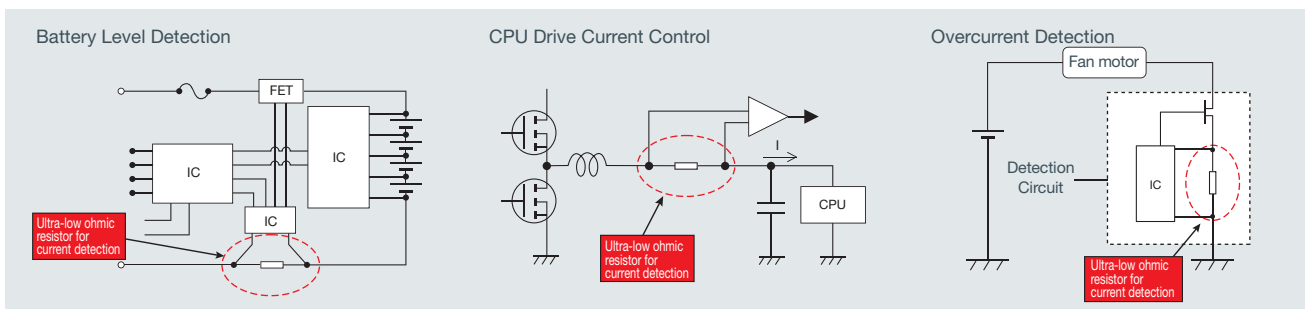 Battery Level Detection
FET
IC
IC
IC
Ultra-low ohmic
resistor for
current detection
CPU Drive Current Control
I
CPU
Ultra-low ohmic
resistor for
current detection
Overcurrent Detection
Fan motor
Detection
Circuit
IC
Ultra-low ohmic
resistor for
current detection